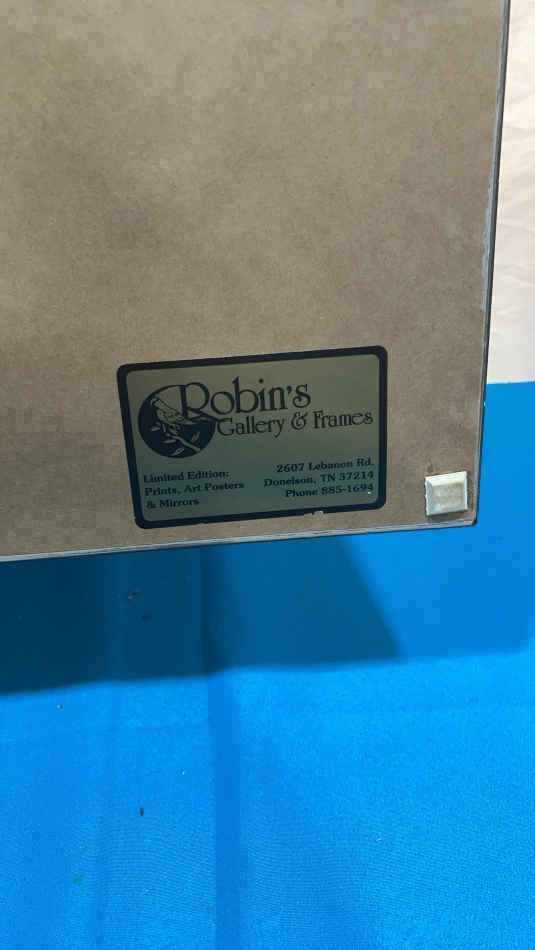 Robin's
Gallery & Frames
Limited Edition:
Prints, Art Posters
& Mirrors
2607 Lebanon Rd.
Donelson, TN 37214
Phone 885-1694